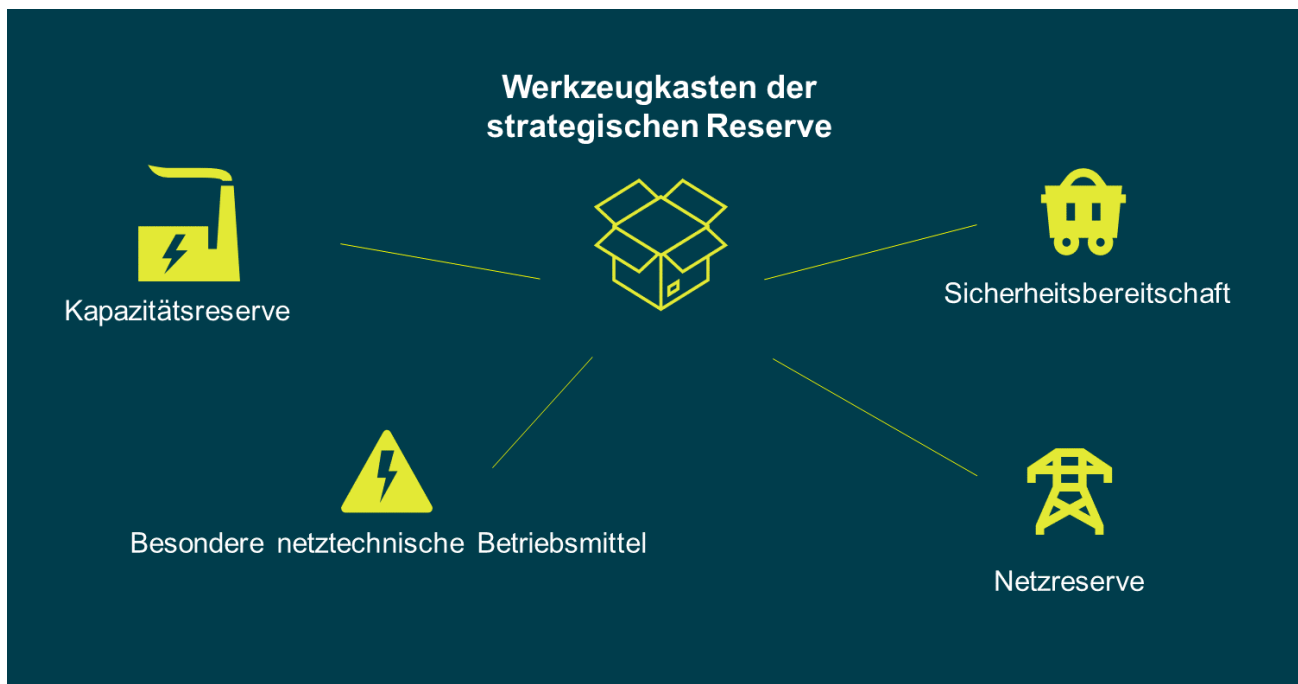 Werkzeugkasten der
strategischen Reserve
Kapazitätsreserve
Sicherheitsbereitschaft
Besondere netztechnische Betriebsmittel
Netzreserve